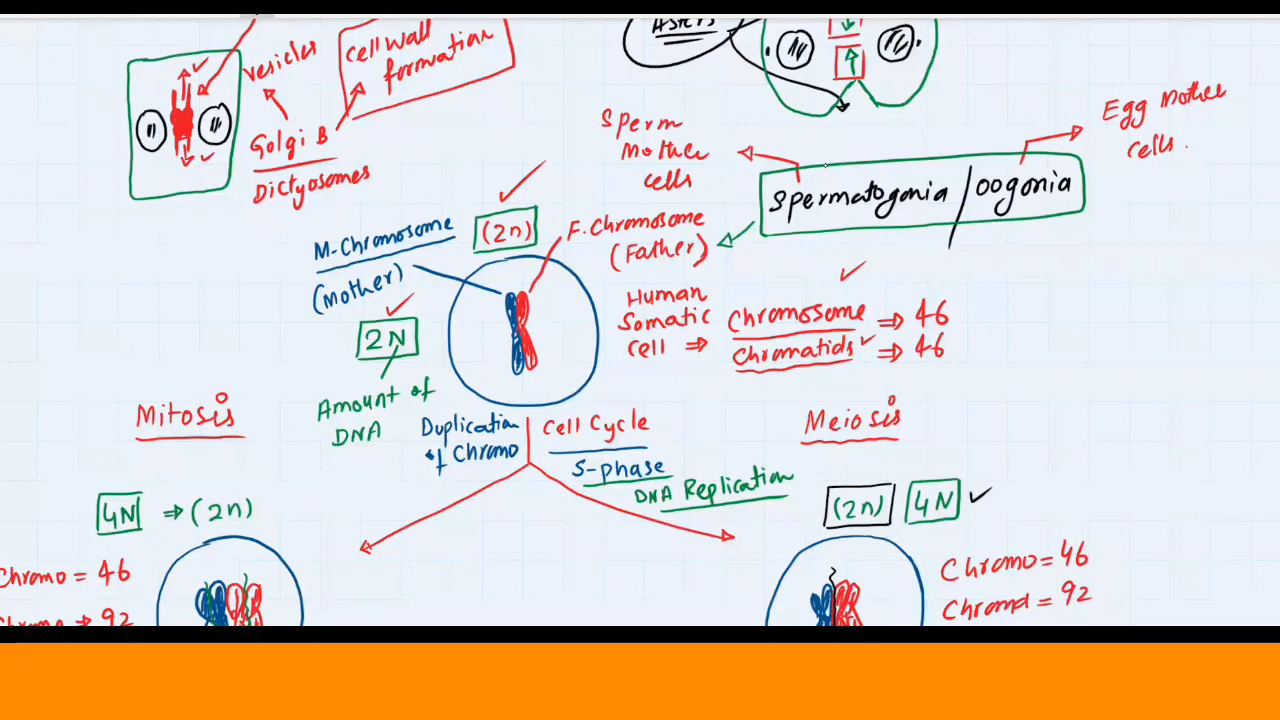 Cell Wall
formation
Vesicles
Golgi B
Dictyosomes
Asters
Sperm
Mother
cells
Egg Mother
cells.
Spermatogonia / oogonia
M-Chromosome
(Mother)
(2n)
F. Chromosome
(Father)
2N
Amount of
DNA
Human
Somatic
cell ⇒
Chromosome ⇒ 46
Chromatids ⇒ 46
Mitosis
Duplication
of Chromo
Cell Cycle
S-phase
DNA Replication
Meiosis
4N ⇒ (2n)
Chromo = 46
⇒ 92
(2n) 4N
Chromo = 46
Chromd = 92